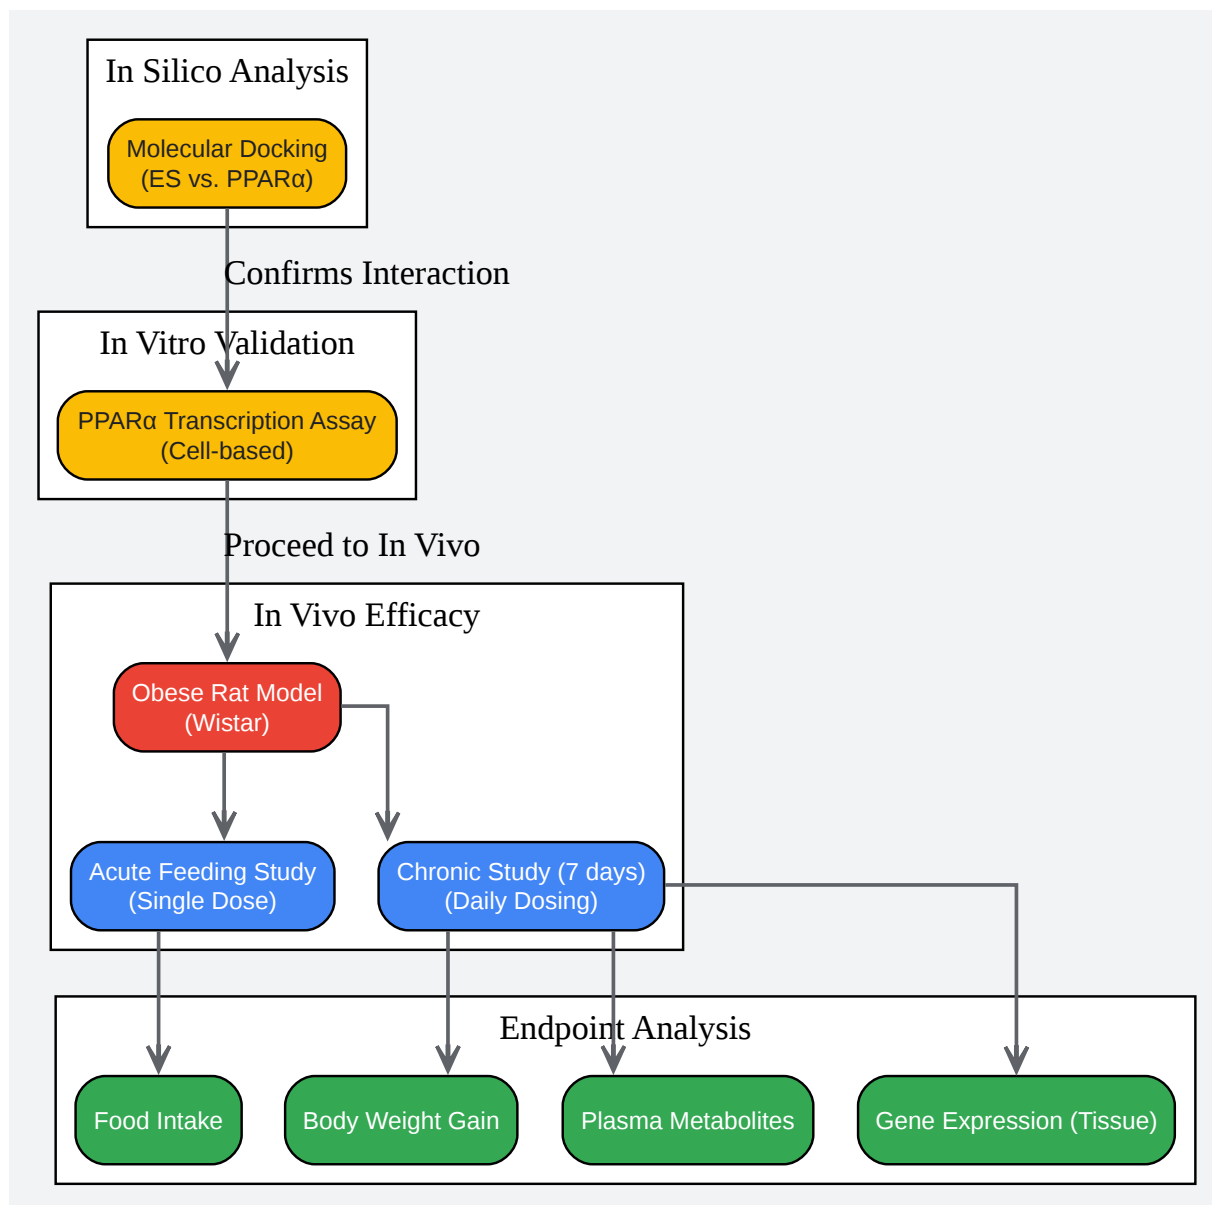 In Silico Analysis
Molecular Docking
(ES vs. PPARα)
Confirms Interaction
In Vitro Validation
PPARα Transcription Assay
(Cell-based)
Proceed to In Vivo
In Vivo Efficacy
Obese Rat Model
(Wistar)
Acute Feeding Study
(Single Dose)
Chronic Study (7 days)
(Daily Dosing)
Endpoint Analysis
Food Intake
Body Weight Gain
Plasma Metabolites
Gene Expression (Tissue)